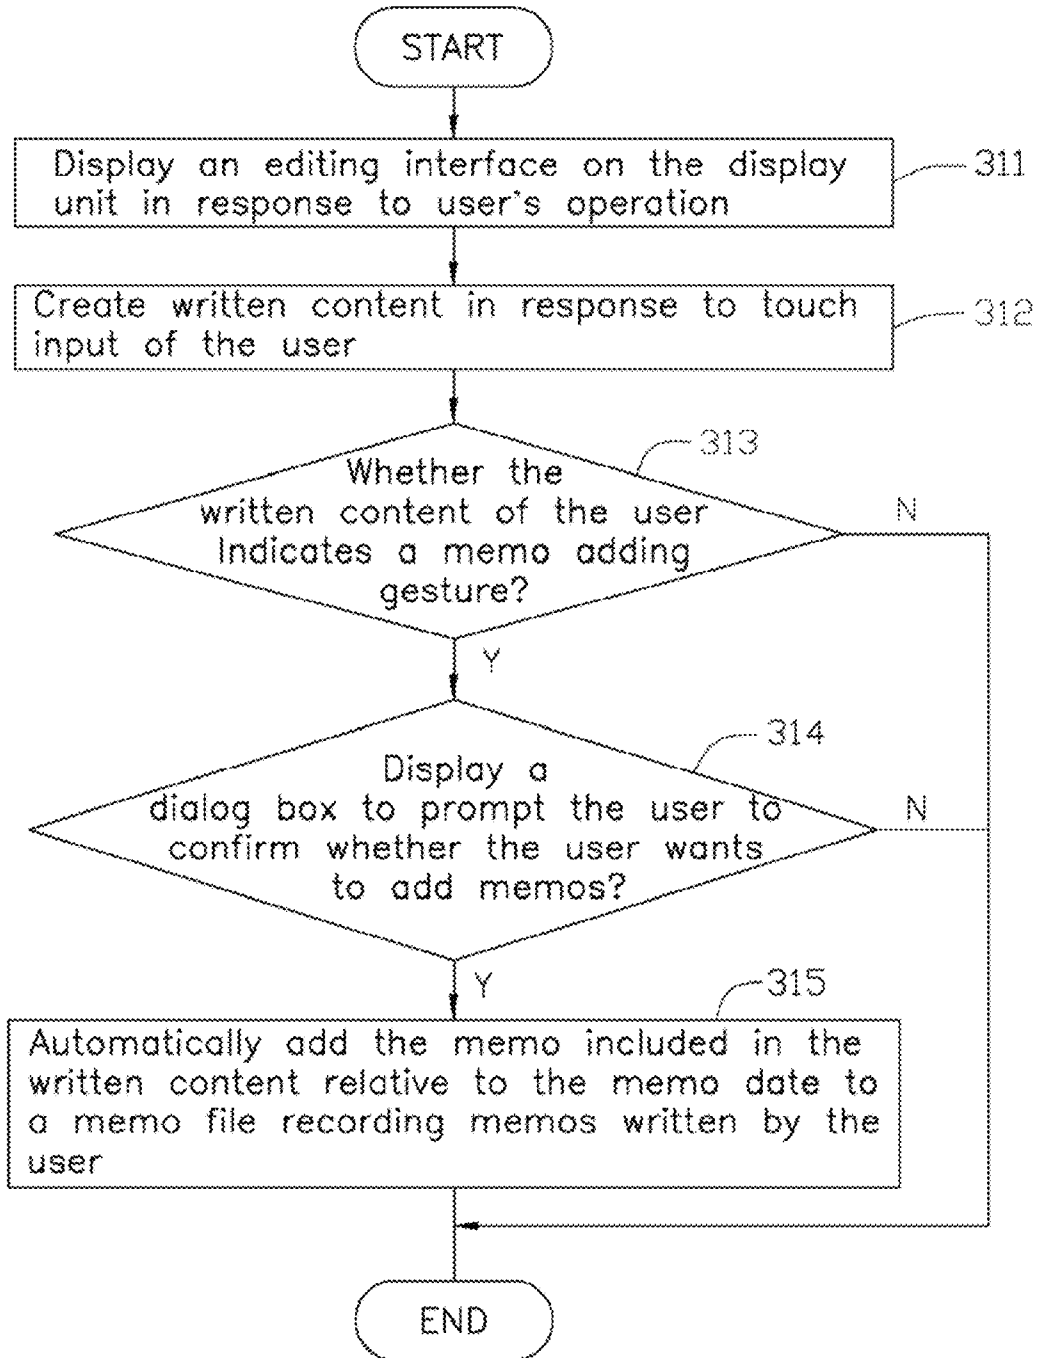 START
Display an editing interface on the display
unit in response to user's operation
311
Create written content in response to touch
input of the user
312
313
Whether the
written content of the user
Indicates a memo adding
gesture?
N
Y
314
Display a
dialog box to prompt the user to
confirm whether the user wants
to add memos?
N
Y
315
Automatically add the memo included in the
written content relative to the memo date to
a memo file recording memos written by the
user
END